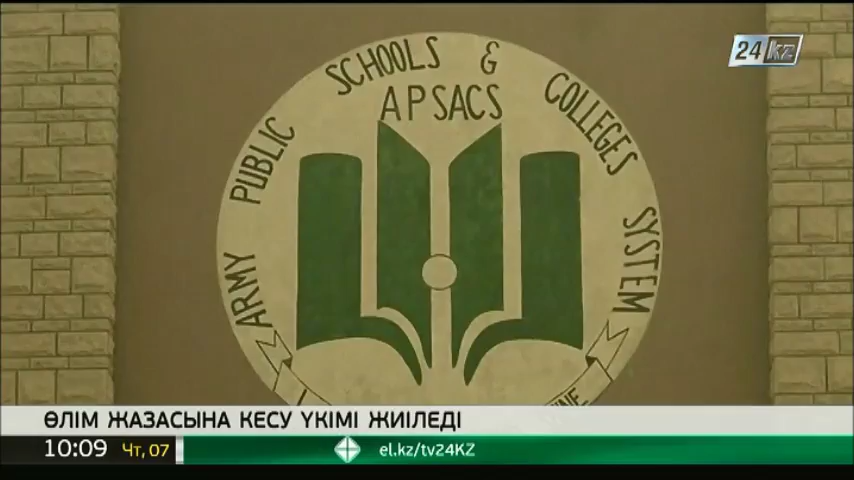 24 kz
ARMY PUBLIC SCHOOLS & COLLEGES SYSTEM
APSACS
ӨЛІМ ЖАЗАСЫНА КЕСУ ҮКІМІ ЖИІЛЕДІ
10:09 Чт, 07 el.kz/tv24KZ